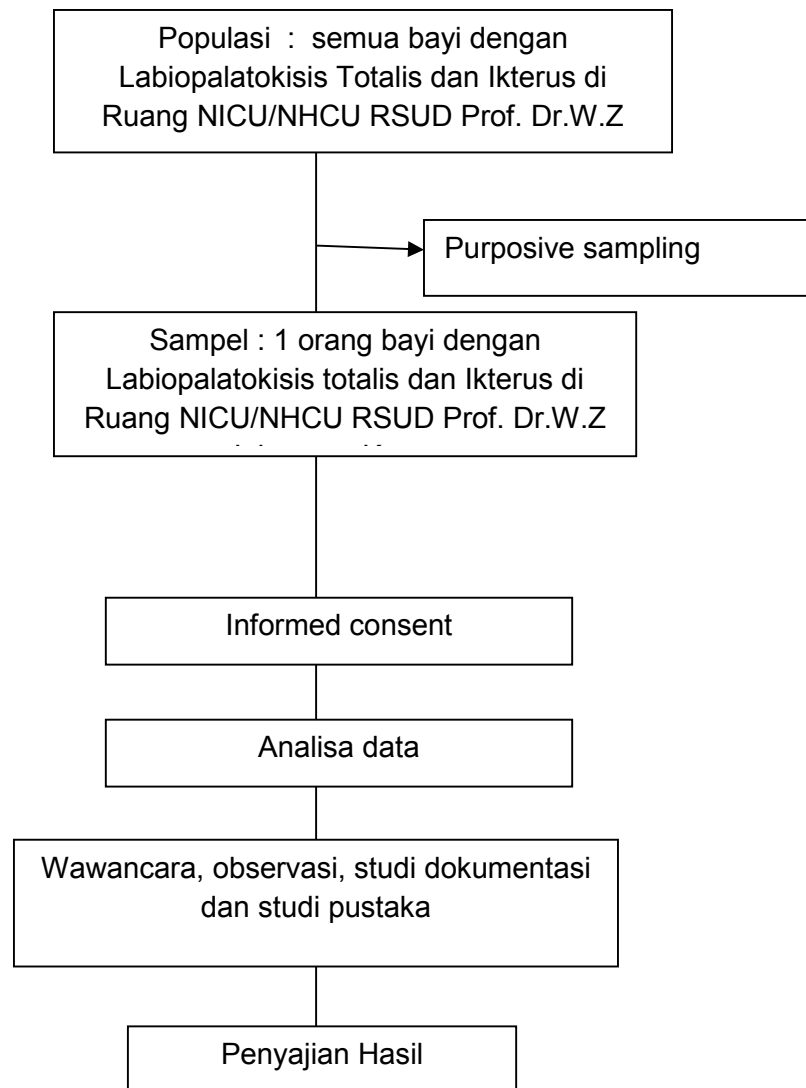 Populasi : semua bayi dengan
Labiopalatokisis Totalis dan Ikterus di
Ruang NICU/NHCU RSUD Prof. Dr.W.Z
Purposive sampling
Sampel : 1 orang bayi dengan
Labiopalatokisis totalis dan Ikterus di
Ruang NICU/NHCU RSUD Prof. Dr.W.Z
Informed consent
Analisa data
Wawancara, observasi, studi dokumentasi
dan studi pustaka
Penyajian Hasil